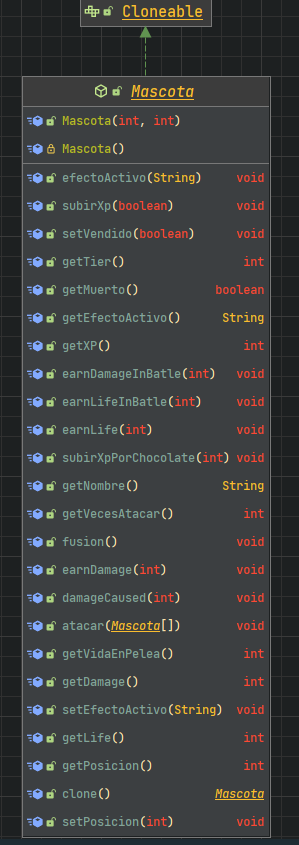 Cloneable
Mascota
Mascota(int, int)
Mascota()
efectoActivo(String) void
subirXp(boolean) void
setVendido(boolean) void
getTier() int
getMuerto() boolean
getEfectoActivo() String
getXP() int
earnDamageInBatle(int) void
earnLifeInBatle(int) void
earnLife(int) void
subirXpPorChocolate(int) void
getNombre() String
getVecesAtacar() int
fusion() void
earnDamage(int) void
damageCaused(int) void
atacar(Mascota[]) void
getVidaEnPelea() int
getDamage() int
setEfectoActivo(String) void
getLife() int
getPosicion() int
clone() Mascota
setPosicion(int) void